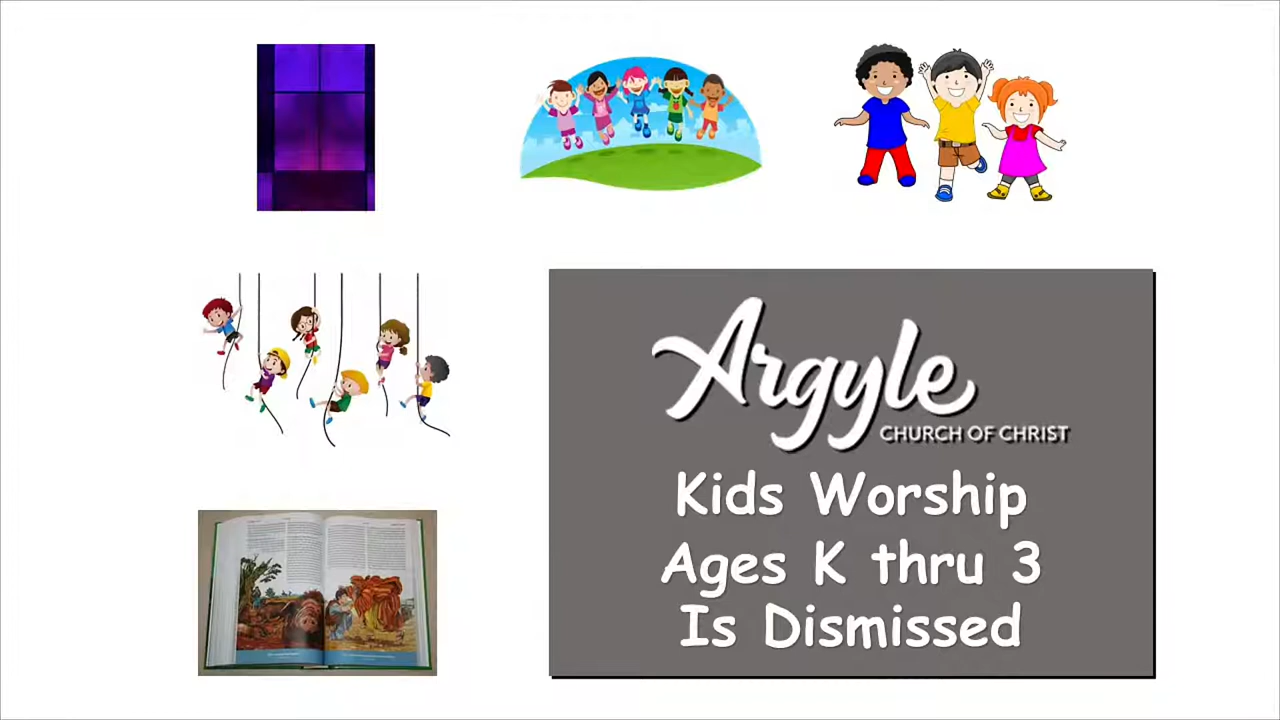 Argyle
CHURCH OF CHRIST
Kids Worship
Ages K thru 3
Is Dismissed